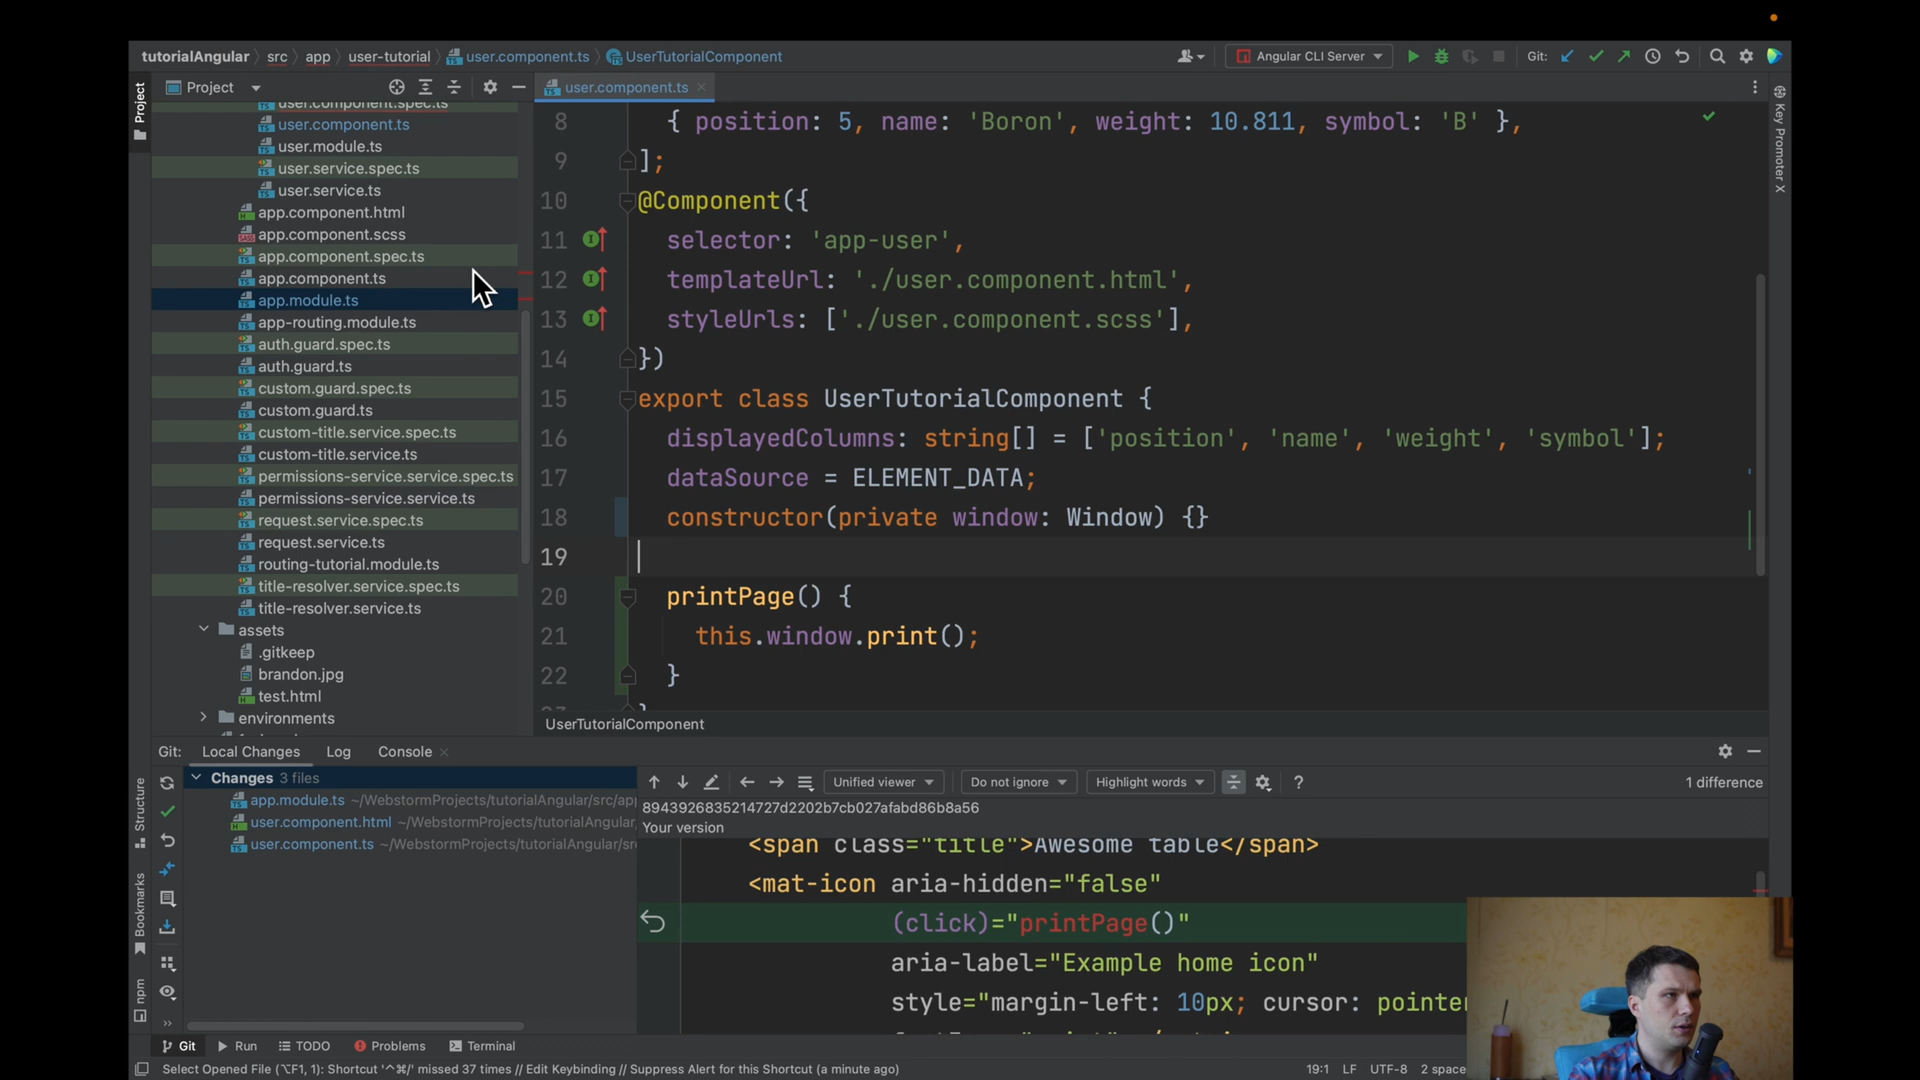 tutorialAngular src app user-tutorial user.component.ts UserTutorialComponent
Angular CLI Server
Git:
Project
Project
user.component.ts
Key Promoter X
user.component.spec.ts
user.component.ts
user.module.ts
user.service.spec.ts
user.service.ts
app.component.html
app.component.scss
app.component.spec.ts
app.component.ts
app.module.ts
app-routing.module.ts
auth.guard.spec.ts
auth.guard.ts
custom.guard.spec.ts
custom.guard.ts
custom-title.service.spec.ts
custom-title.service.ts
permissions-service.service.spec.ts
permissions-service.service.ts
request.service.spec.ts
request.service.ts
routing-tutorial.module.ts
title-resolver.service.spec.ts
title-resolver.service.ts
assets
.gitkeep
brandon.jpg
test.html
environments
8 { position: 5, name: 'Boron', weight: 10.811, symbol: 'B' },
9 ];
10 @Component({
11 selector: 'app-user',
12 templateUrl: './user.component.html',
13 styleUrls: ['./user.component.scss'],
14 })
15 export class UserTutorialComponent {
16 displayedColumns: string[] = ['position', 'name', 'weight', 'symbol'];
17 dataSource = ELEMENT_DATA;
18 constructor(private window: Window) {}
19
20 printPage() {
21 this.window.print();
22 }
UserTutorialComponent
Git: Local Changes Log Console
Changes 3 files
app.module.ts ~/WebstormProjects/tutorialAngular/src/app
user.component.html ~/WebstormProjects/tutorialAngular
user.component.ts ~/WebstormProjects/tutorialAngular/src
Structure
Bookmarks
npm
Unified viewer Do not ignore Highlight words ? 1 difference
8943926835214727d2202b7cb027afabd86b8a56
Your version
<span class="title">Awesome table</span>
<mat-icon aria-hidden="false"
(click)="printPage()"
aria-label="Example home icon"
style="margin-left: 10px; cursor: pointer
Git Run TODO Problems Terminal
Select Opened File (⌥F1, 1): Shortcut '^⌘/' missed 37 times // Edit Keybinding // Suppress Alert for this Shortcut (a minute ago)
19:1 LF UTF-8 2 space